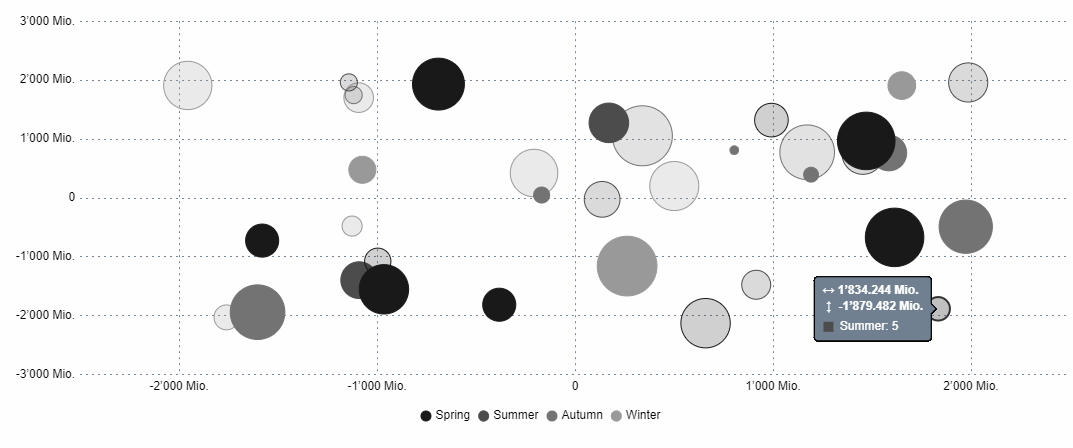 3’000 Mio.
2’000 Mio.
1’000 Mio.
0
-1’000 Mio.
-2’000 Mio.
-3’000 Mio.
↔ 1’834.244 Mio.
↕ -1’879.482 Mio.
Summer: 5
-2’000 Mio. -1’000 Mio. 0 1’000 Mio. 2’000 Mio.
Spring Summer Autumn Winter